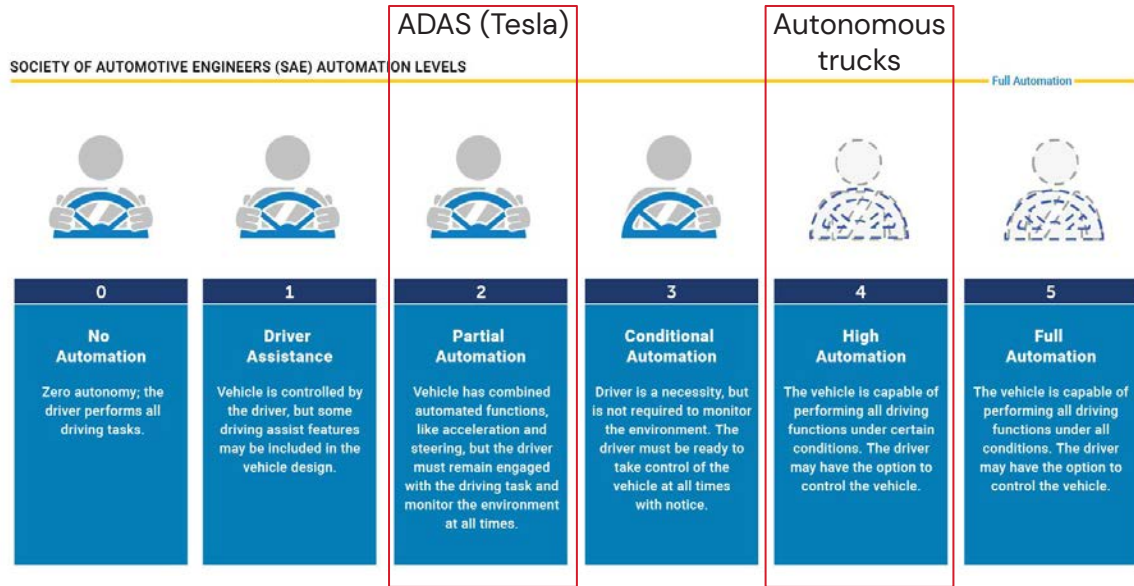 ADAS (Tesla)
Autonomous
trucks
SOCIETY OF AUTOMOTIVE ENGINEERS (SAE) AUTOMATION LEVELS
Full Automation
0
No
Automation
Zero autonomy; the
driver performs all
driving tasks.
1
Driver
Assistance
Vehicle is controlled by
the driver, but some
driving assist features
may be included in the
vehicle design.
2
Partial
Automation
Vehicle has combined
automated functions,
like acceleration and
steering, but the driver
must remain engaged
with the driving task and
monitor the environment
at all times.
3
Conditional
Automation
Driver is a necessity, but
is not required to monitor
the environment. The
driver must be ready to
take control of the
vehicle at all times
with notice.
4
High
Automation
The vehicle is capable of
performing all driving
functions under certain
conditions. The driver
may have the option to
control the vehicle.
5
Full
Automation
The vehicle is capable of
performing all driving
functions under all
conditions. The driver
may have the option to
control the vehicle.